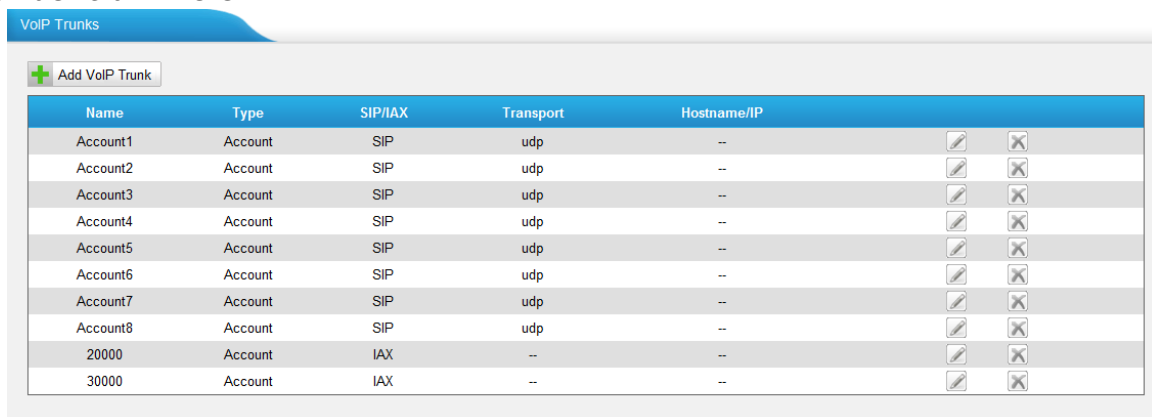 VoIP Trunks
Add VoIP Trunk
Name Type SIP/IAX Transport Hostname/IP
Account1 Account SIP udp --
Account2 Account SIP udp --
Account3 Account SIP udp --
Account4 Account SIP udp --
Account5 Account SIP udp --
Account6 Account SIP udp --
Account7 Account SIP udp --
Account8 Account SIP udp --
20000 Account IAX -- --
30000 Account IAX -- --